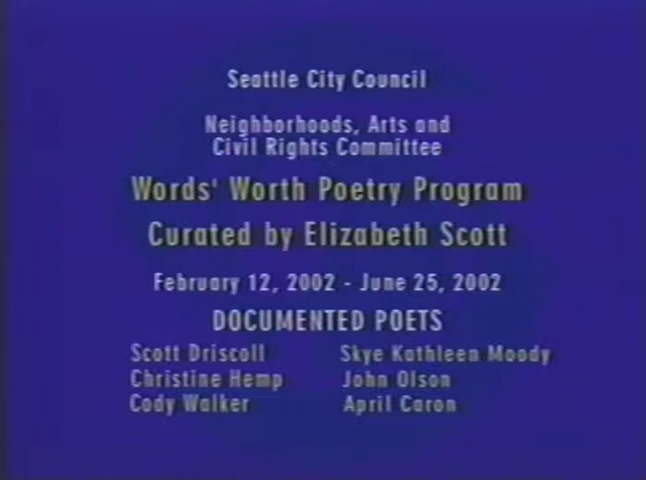 Seattle City Council
Neighborhoods, Arts and
Civil Rights Committee
Words' Worth Poetry Program
Curated by Elizabeth Scott
February 12, 2002 - June 25, 2002
DOCUMENTED POETS
Scott Driscoll Skye Kathleen Moody
Christine Hemp John Olson
Cody Walker April Caron